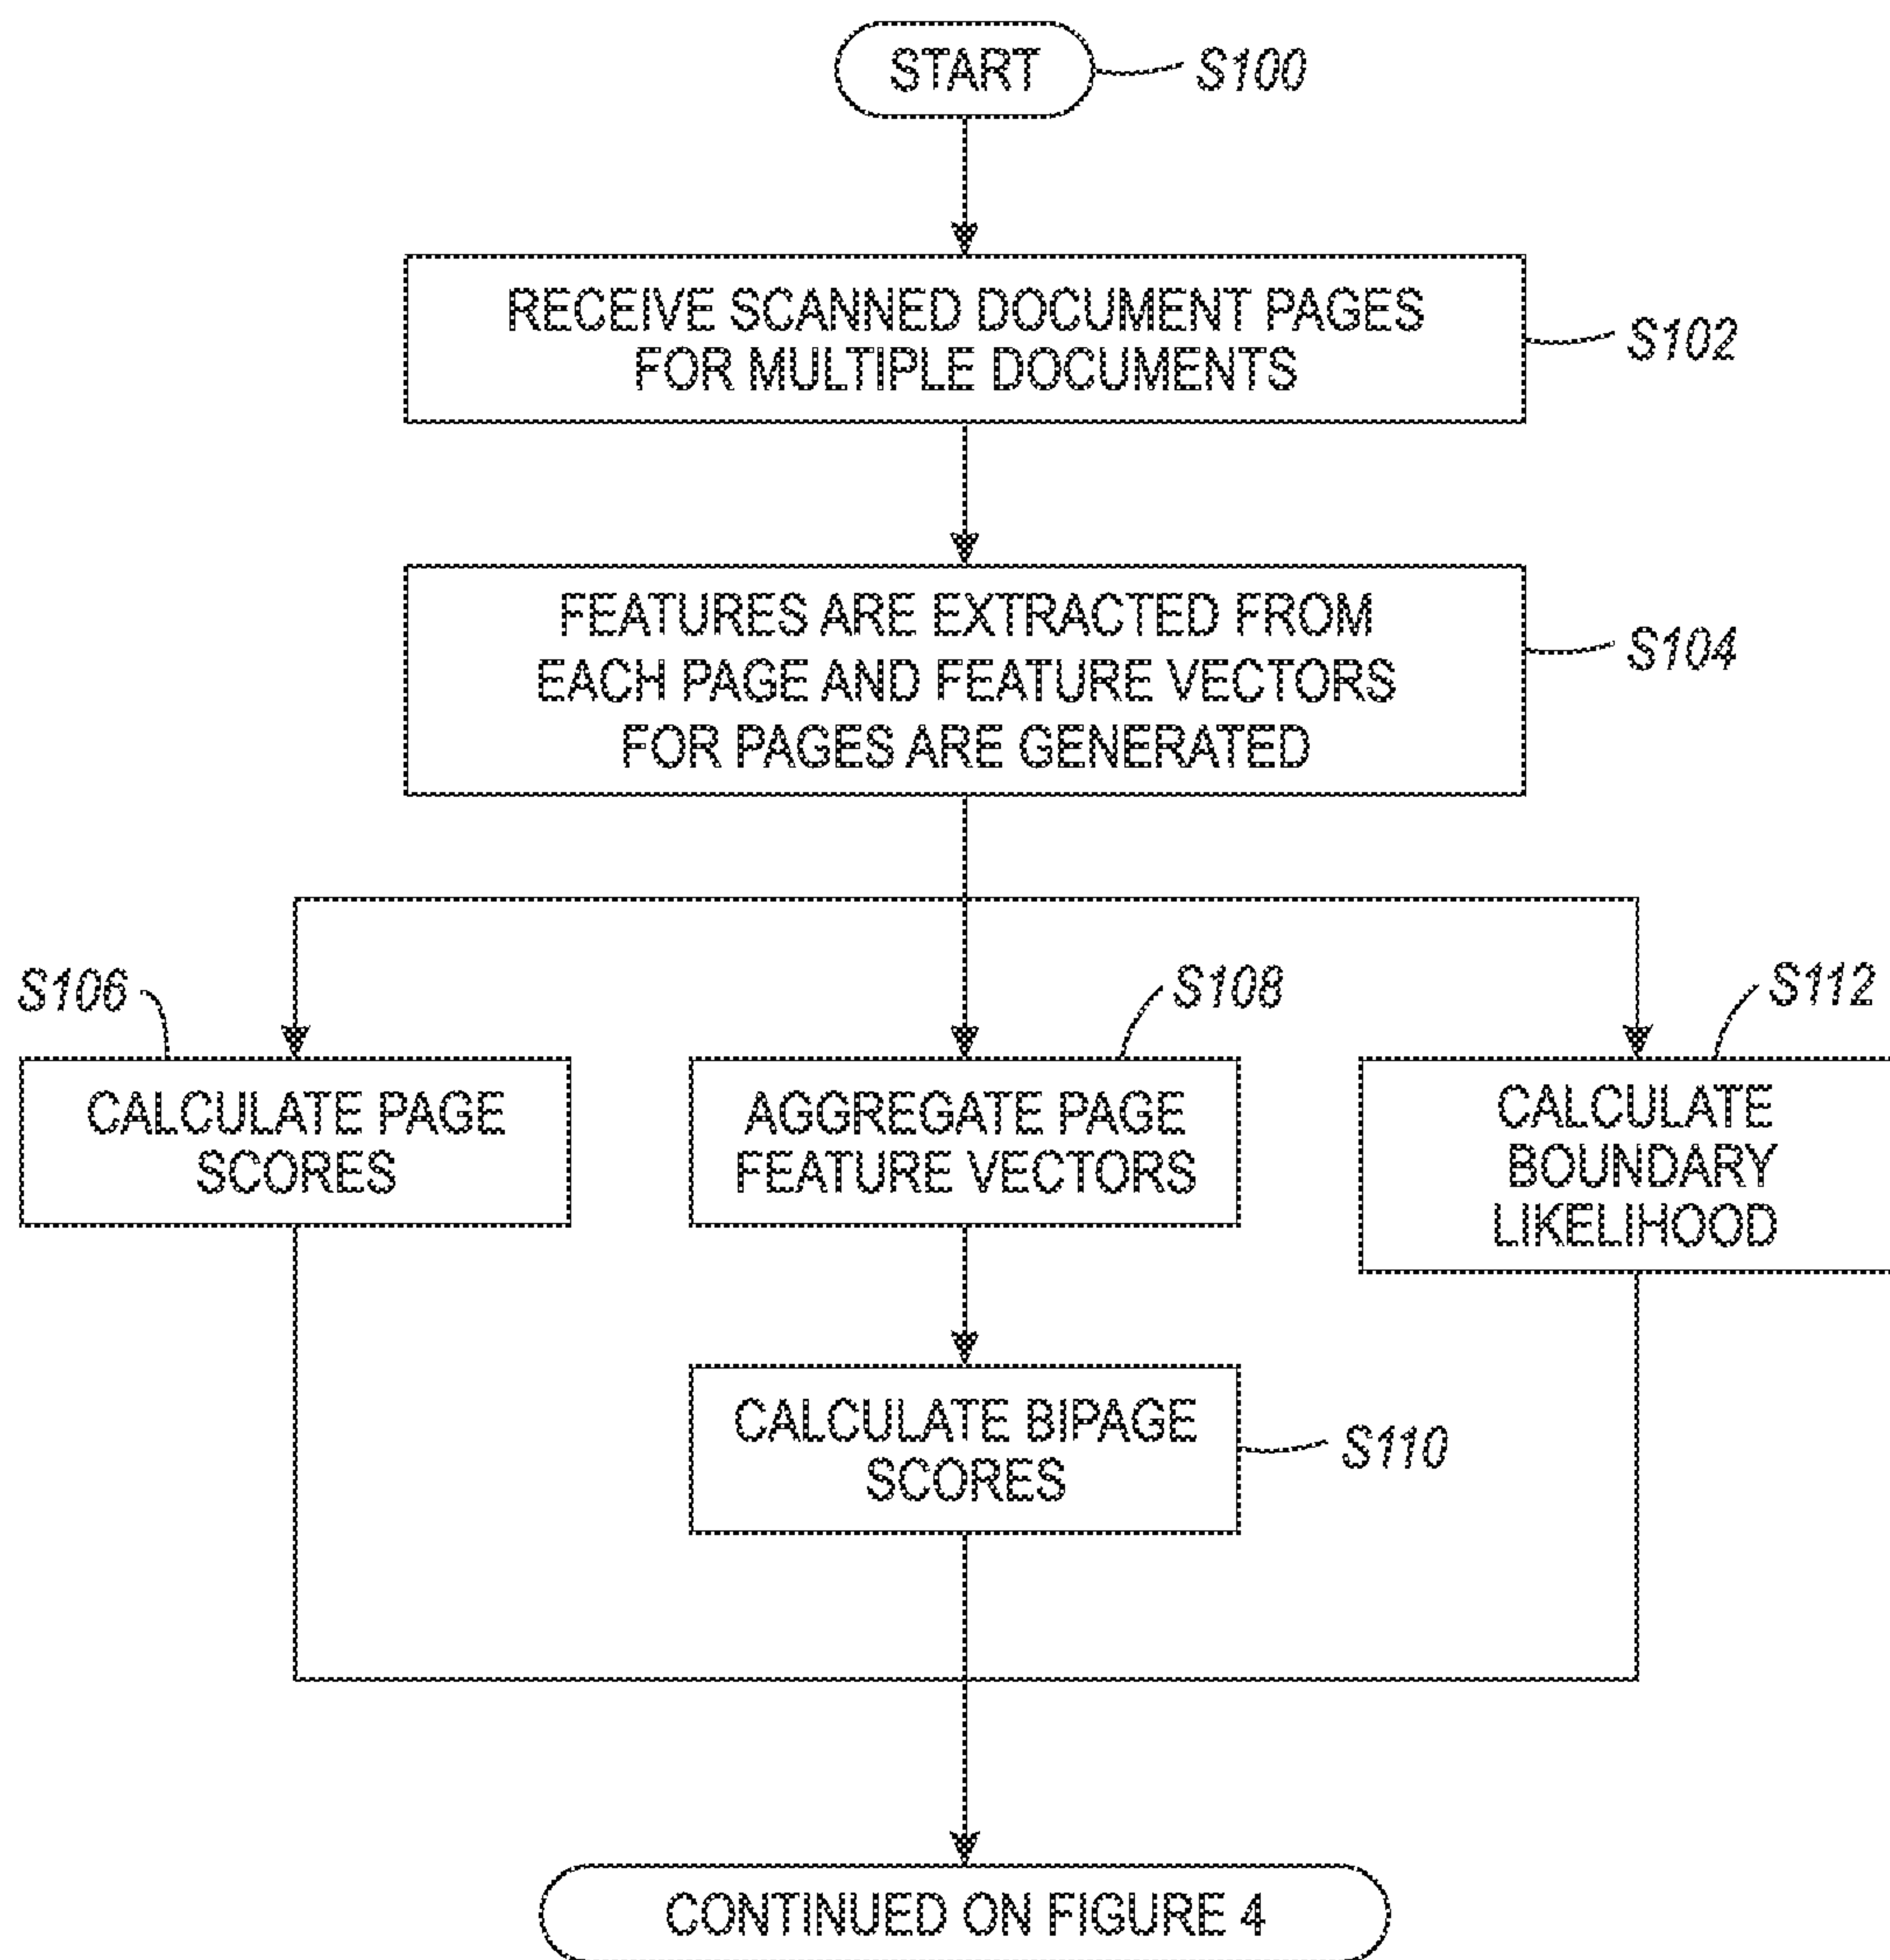 START
S100
RECEIVE SCANNED DOCUMENT PAGES
FOR MULTIPLE DOCUMENTS
S102
FEATURES ARE EXTRACTED FROM
EACH PAGE AND FEATURE VECTORS
FOR PAGES ARE GENERATED
S104
S106
CALCULATE PAGE
SCORES
S108
AGGREGATE PAGE
FEATURE VECTORS
S112
CALCULATE
BOUNDARY
LIKELIHOOD
CALCULATE BIPAGE
SCORES
S110
CONTINUED ON FIGURE 4